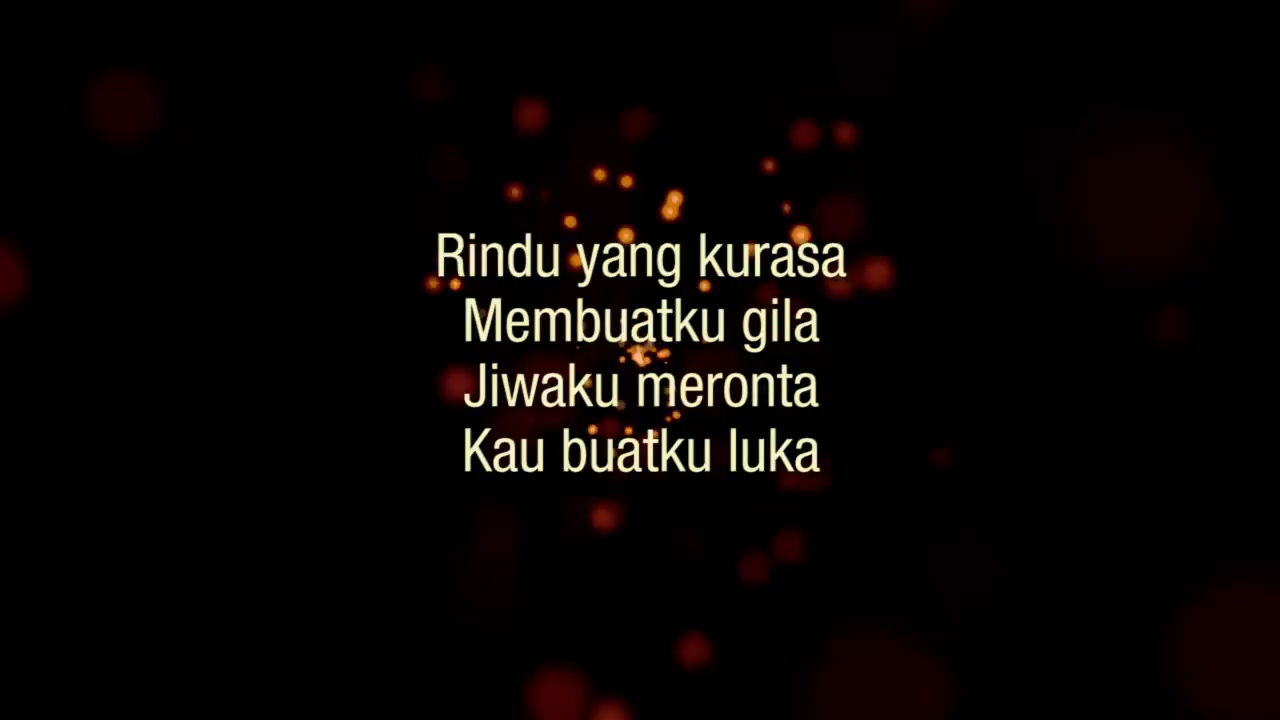 Rindu yang kurasa
Membuatku gila
Jiwaku meronta
Kau buatku luka